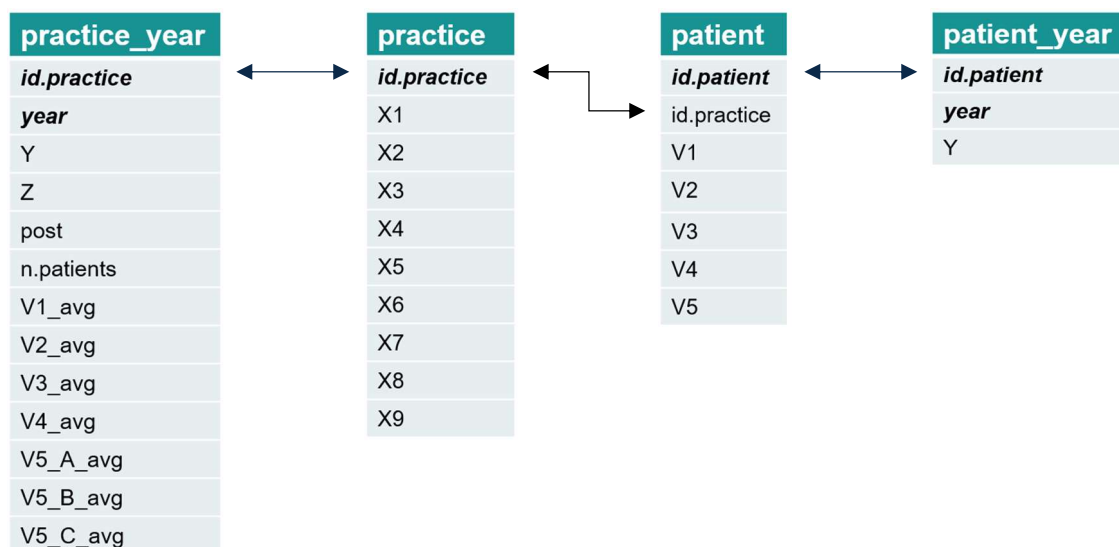 practice_year
id.practice
year
Y
Z
post
n.patients
V1_avg
V2_avg
V3_avg
V4_avg
V5_A_avg
V5_B_avg
V5_C_avg
practice
id.practice
X1
X2
X3
X4
X5
X6
X7
X8
X9
patient
id.patient
id.practice
V1
V2
V3
V4
V5
patient_year
id.patient
year
Y